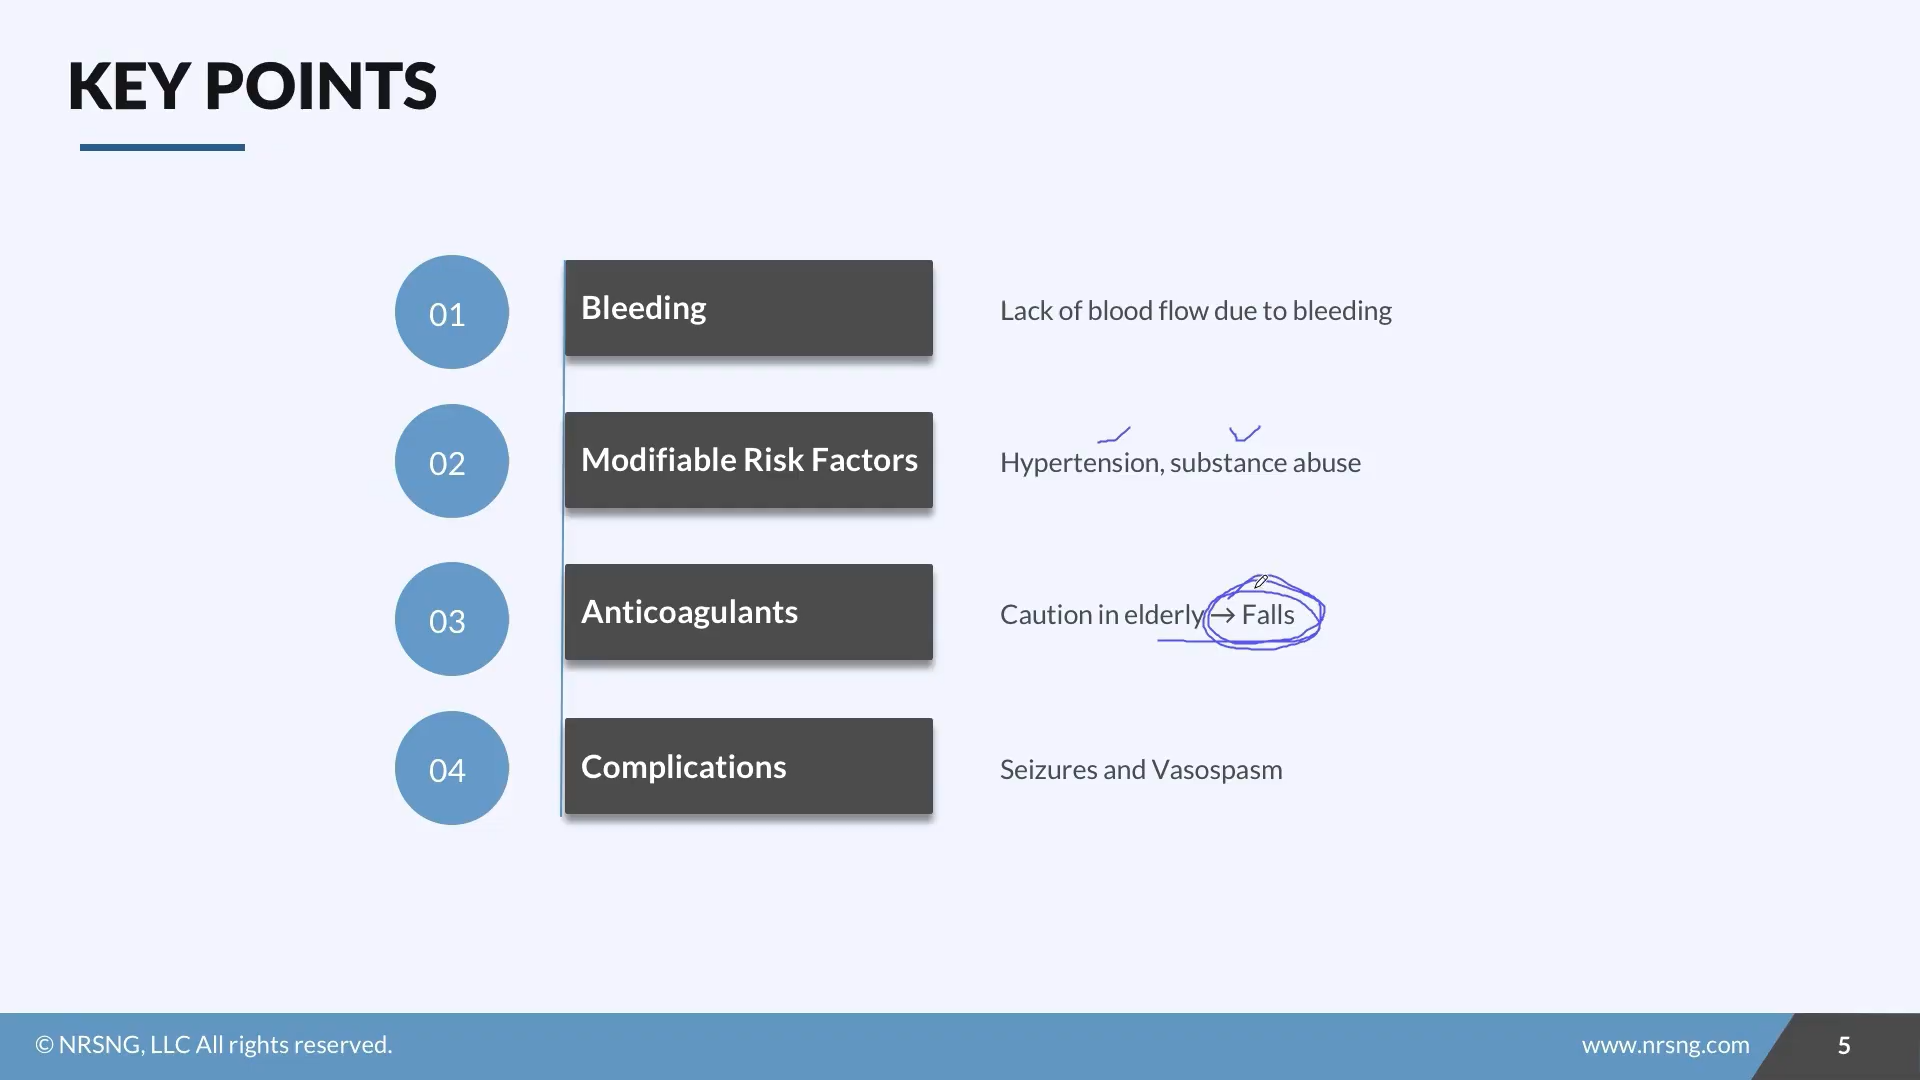 KEY POINTS
01
Bleeding
Lack of blood flow due to bleeding
02
Modifiable Risk Factors
Hypertension, substance abuse
03
Anticoagulants
Caution in elderly → Falls
04
Complications
Seizures and Vasospasm
© NRSNG, LLC All rights reserved.
www.nrsng.com
5